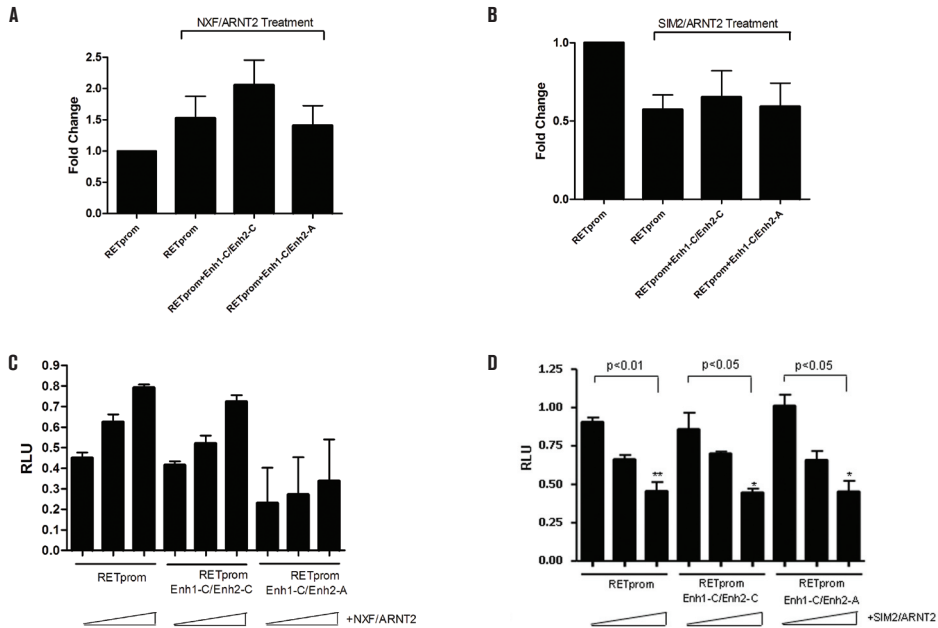 A
NXF/ARNT2 Treatment
Fold Change
2.5
2.0
1.5
1.0
0.5
0.0
RETprom
RETprom
RETprom+Enh1-C/Enh2-C
RETprom+Enh1-C/Enh2-A
B
SIM2/ARNT2 Treatment
Fold Change
1.0
0.5
0.0
RETprom
RETprom
RETprom+Enh1-C/Enh2-C
RETprom+Enh1-C/Enh2-A
C
RLU
0.9
0.8
0.7
0.6
0.5
0.4
0.3
0.2
0.1
0.0
RETprom
RETprom
Enh1-C/Enh2-C
RETprom
Enh1-C/Enh2-A
+NXF/ARNT2
D
RLU
1.25
1.00
0.75
0.50
0.25
0.00
p<0.01
p<0.05
p<0.05
**
*
*
RETprom
RETprom
Enh1-C/Enh2-C
RETprom
Enh1-C/Enh2-A
+SIM2/ARNT2